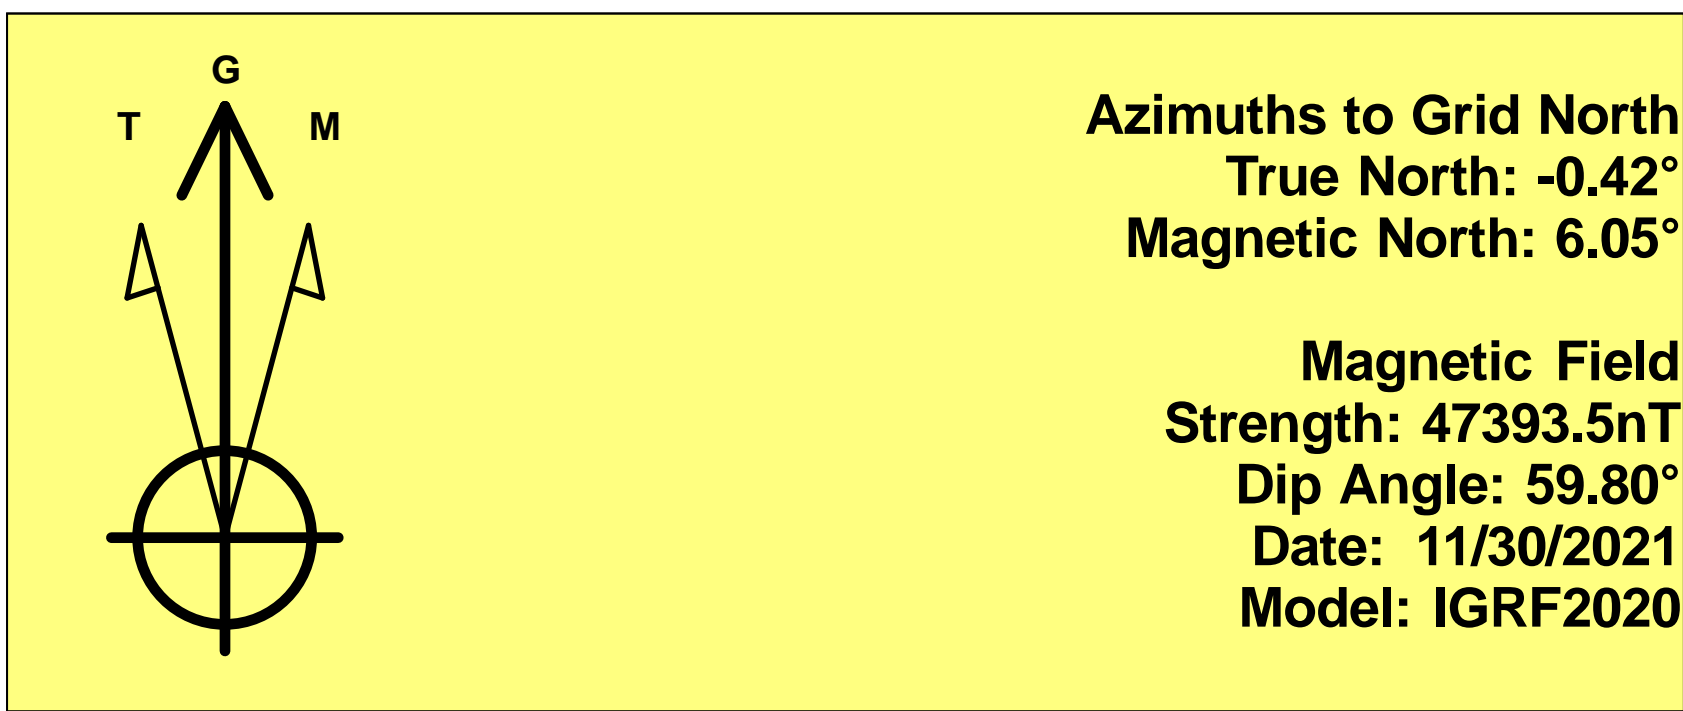 G
T
M
Azimuths to Grid North
True North: -0.42°
Magnetic North: 6.05°
Magnetic Field
Strength: 47393.5nT
Dip Angle: 59.80°
Date: 11/30/2021
Model: IGRF2020